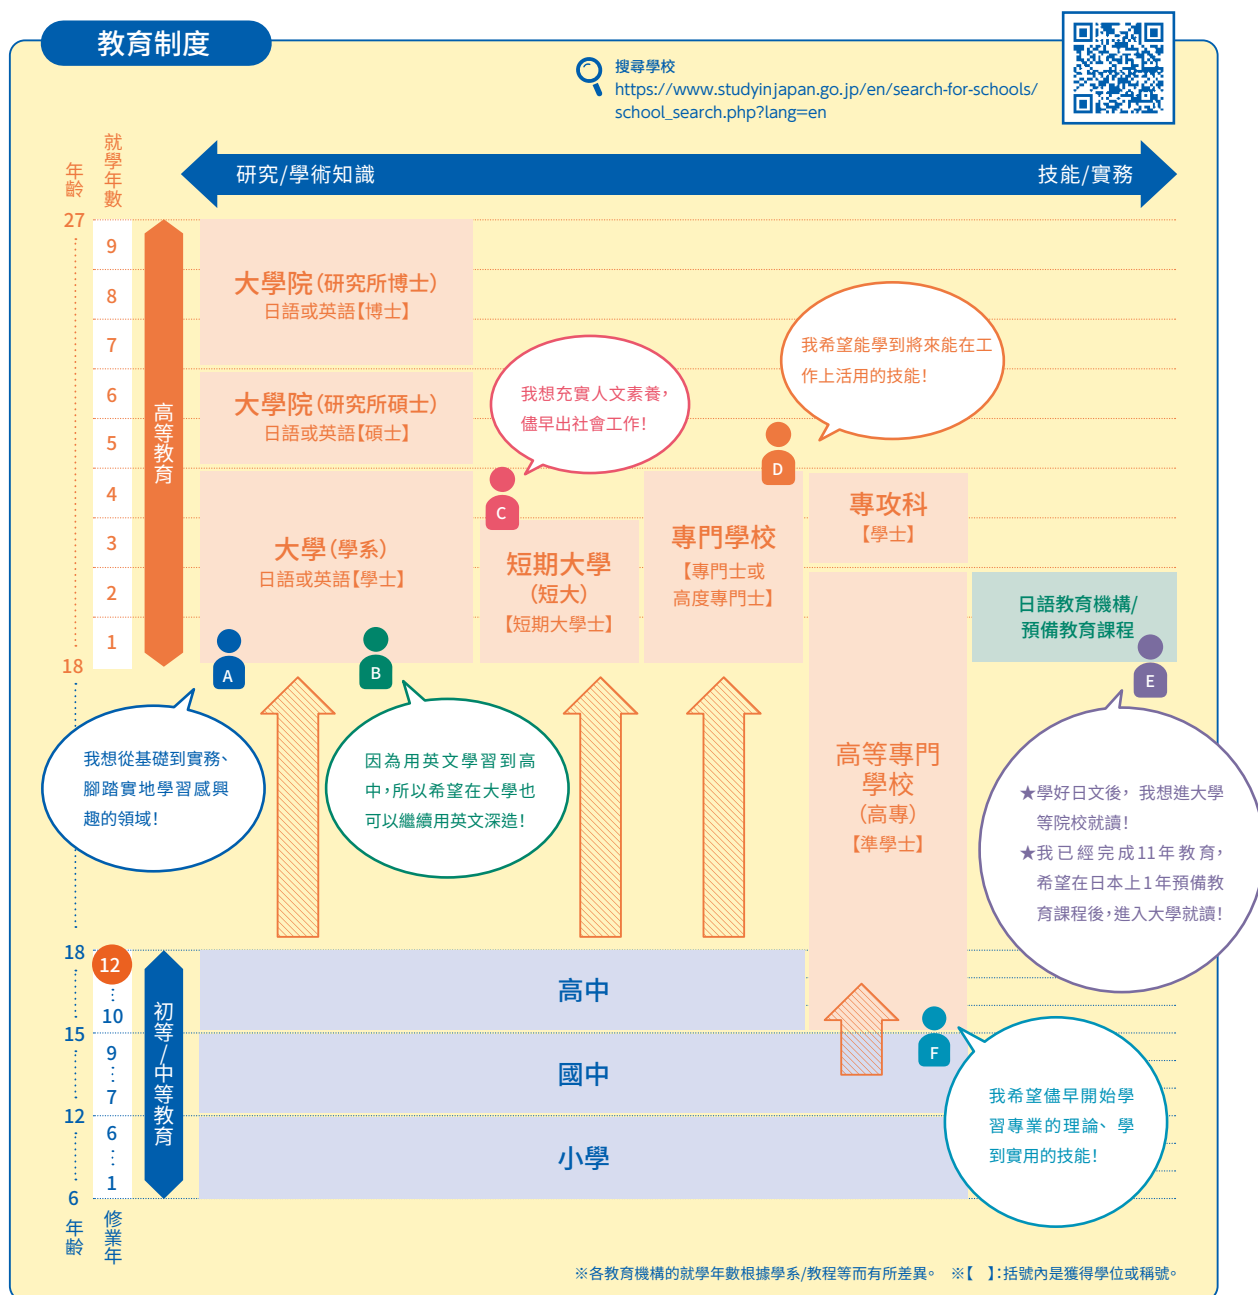 教育制度
搜尋學校
https://www.studyinjapan.go.jp/en/search-for-schools/
school_search.php?lang=en
年齡
就學年數
研究/學術知識
技能/實務
27
9
8
7
6
5
4
3
2
1
18
高等教育
大學院(研究所博士)
日語或英語【博士】
大學院(研究所碩士)
日語或英語【碩士】
大學(學系)
日語或英語【學士】
我想充實人文素養,
儘早出社會工作!
C
短期大學
(短大)
【短期大學士】
我希望能學到將來能在工
作上活用的技能!
D
專門學校
【專門士或
高度專門士】
專攻科
【學士】
日語教育機構/
預備教育課程
A
B
E
我想從基礎到實務、
腳踏實地學習感興
趣的領域!
因為用英文學習到高
中,所以希望在大學也
可以繼續用英文深造!
高等專門
學校
(高專)
【準學士】
★學好日文後, 我想進大學
等院校就讀!
★我已經完成11年教育,
希望在日本上1年預備教
育課程後,進入大學就讀!
18
12
10
15
9
7
12
6
1
6
年齡
修業年
初等/中等教育
高中
國中
小學
F
我希望儘早開始學
習專業的理論、學
到實用的技能!
※各教育機構的就學年數根據學系/教程等而有所差異。 ※【 】:括號內是獲得學位或稱號。